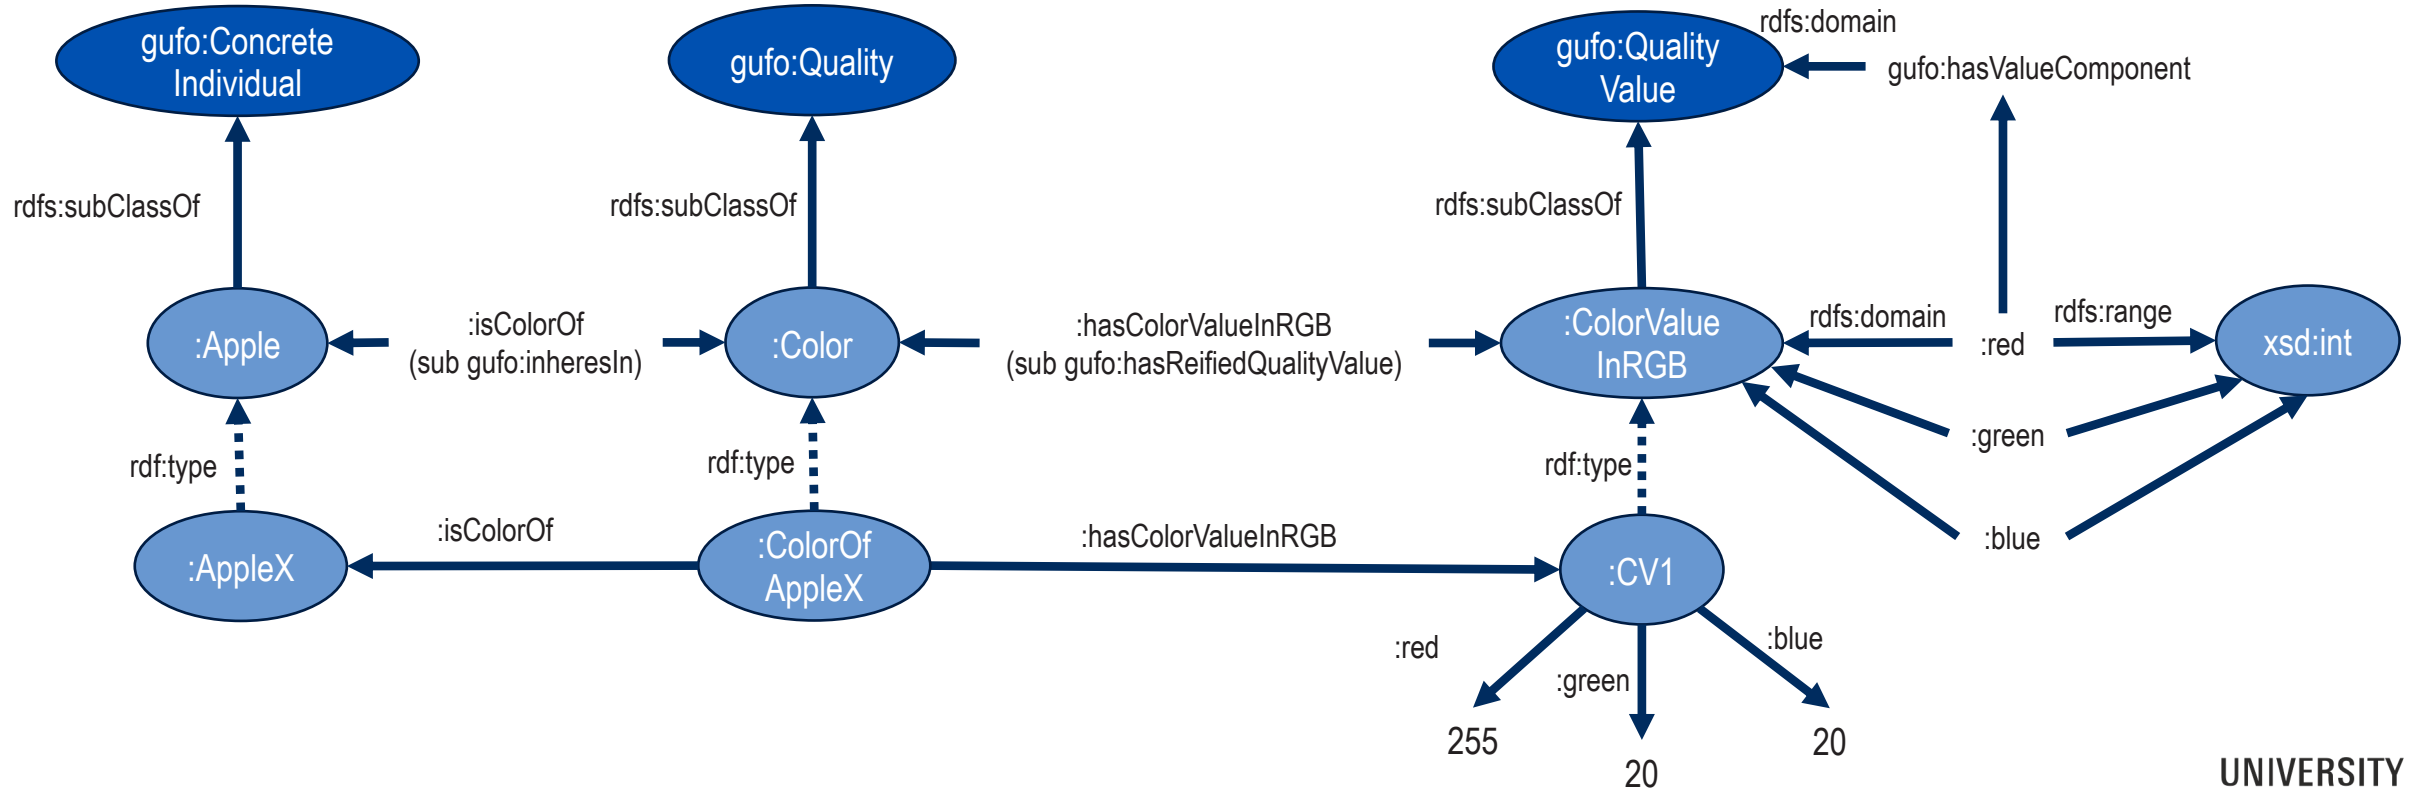 gufo:Concrete
Individual
gufo:Quality
gufo:Quality
Value
rdfs:domain
gufo:hasValueComponent
rdfs:subClassOf
rdfs:subClassOf
rdfs:subClassOf
:Apple
:isColorOf
(sub gufo:inheresIn)
:Color
:hasColorValueInRGB
(sub gufo:hasReifiedQualityValue)
:ColorValue
InRGB
rdfs:domain
:red
rdfs:range
xsd:int
:green
:blue
rdf:type
rdf:type
rdf:type
:AppleX
:isColorOf
:ColorOf
AppleX
:hasColorValueInRGB
:CV1
:red
:green
:blue
255
20
20
UNIVERSITY